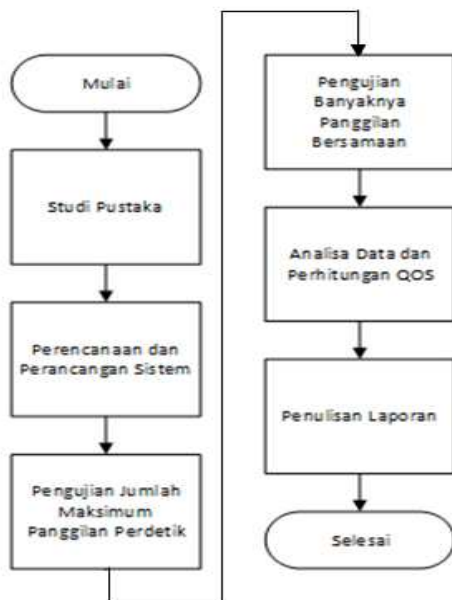 Mulai
Studi Pustaka
Perencanaan dan
Perancangan Sistem
Pengujian Jumlah
Maksimum
Panggilan Perdetik
Pengujian
Banyaknya
Panggilan
Bersamaan
Analisa Data dan
Perhitungan QOS
Penulisan Laporan
Selesai